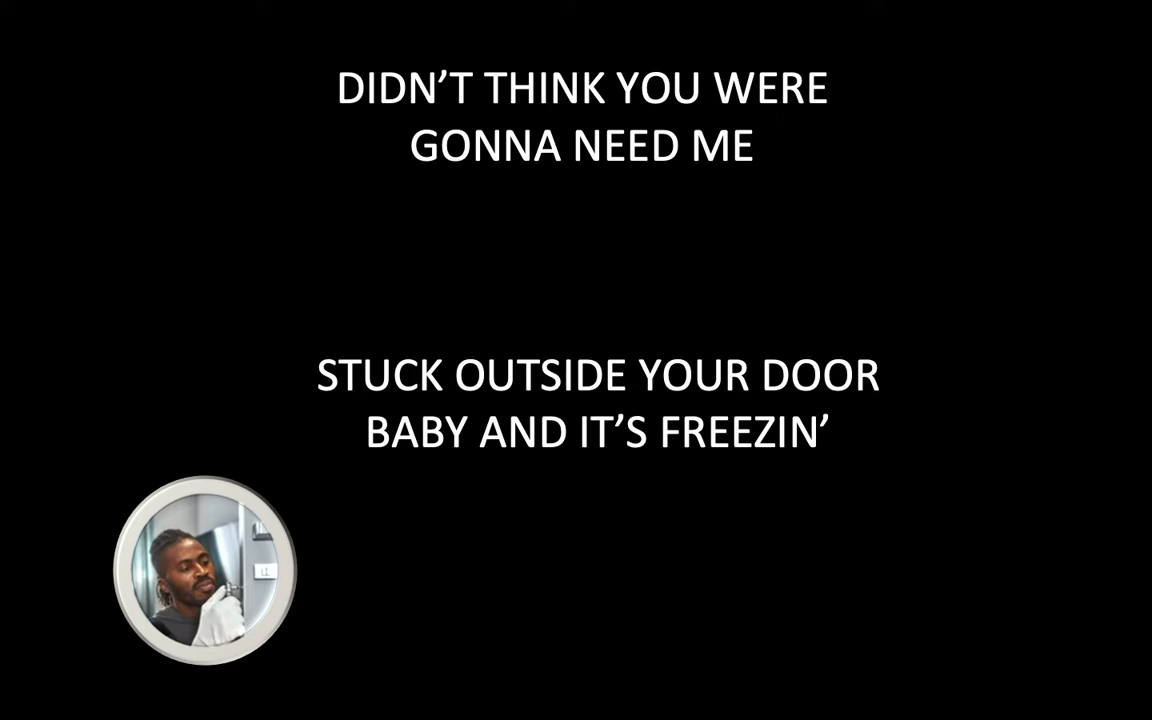 DIDN’T THINK YOU WERE
GONNA NEED ME
STUCK OUTSIDE YOUR DOOR
BABY AND IT’S FREEZIN’